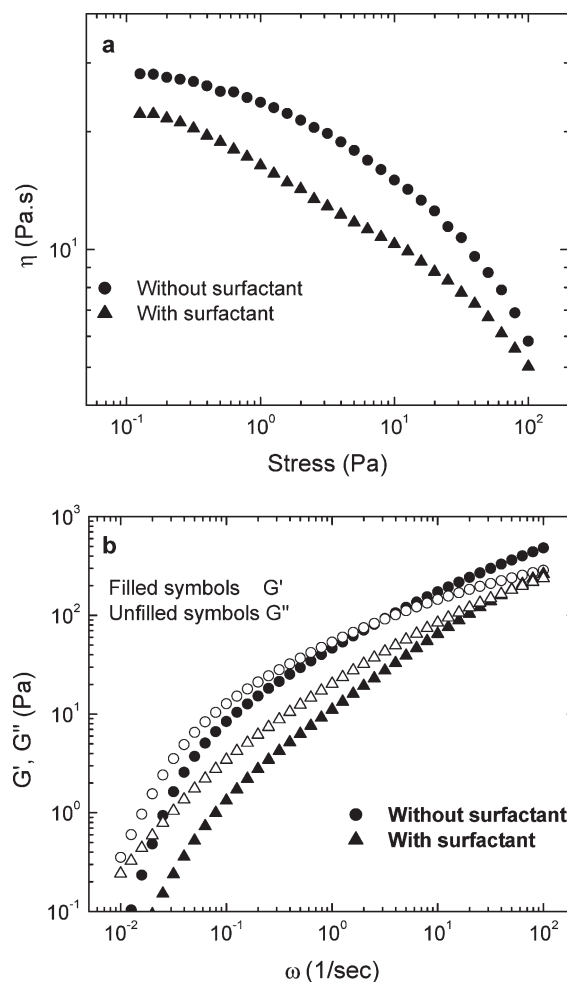 a
η (Pa.s)
10¹
Without surfactant
With surfactant
10⁻¹ 10⁰ 10¹ 10²
Stress (Pa)
b
Filled symbols G'
Unfilled symbols G"
G', G" (Pa)
10³
10²
10¹
10⁰
10⁻¹
Without surfactant
With surfactant
10⁻² 10⁻¹ 10⁰ 10¹ 10²
ω (1/sec)